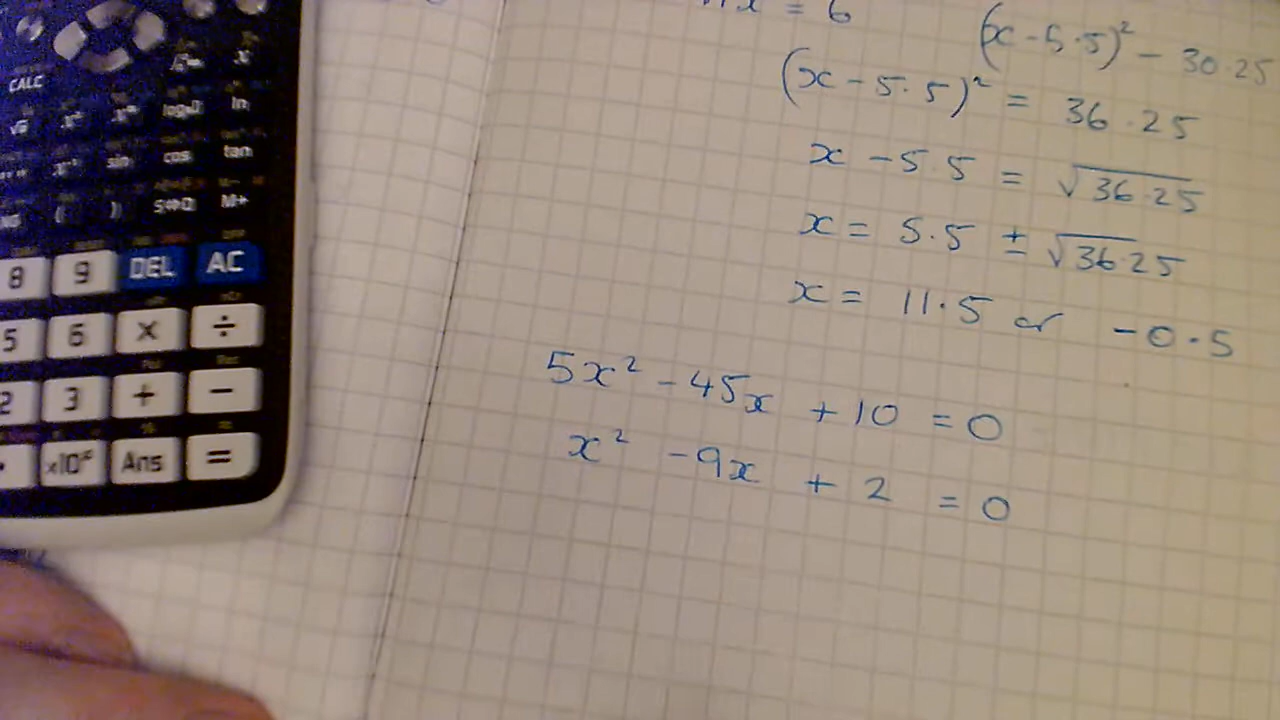 x = 6
(x - 5.5)² - 30.25
(x - 5.5)² = 36.25
x - 5.5 = √36.25
x = 5.5 ± √36.25
x = 11.5 or -0.5
5x² - 45x + 10 = 0
x² - 9x + 2 = 0
CALC
ln
sin cos tan
( ) S⇔D M+
8 9 DEL AC
5 6 × ÷
2 3 + −
• ×10ˣ Ans =